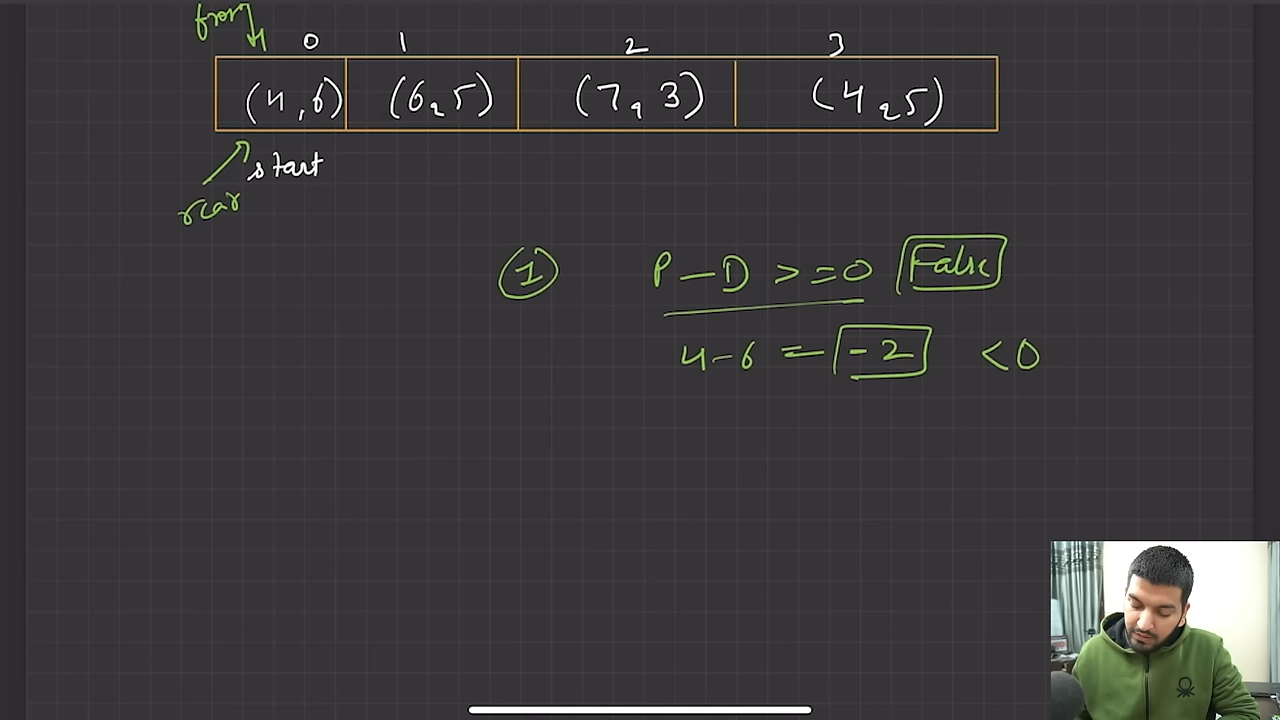 front
0 1 2 3
(4,6) (6,5) (7,3) (4,5)
start
rear
1 P-D >=0 False
4-6 = -2 <0